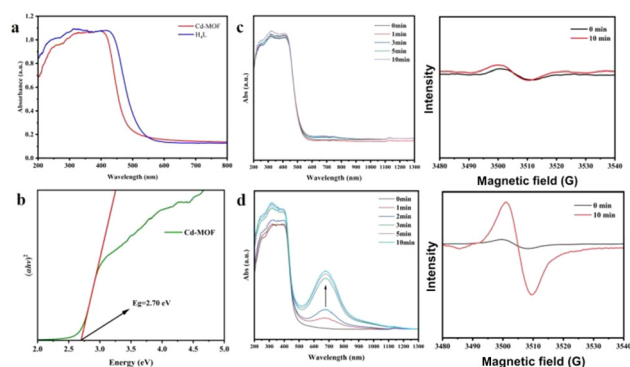 a
Cd-MOF
H₄L
Absorbance (a.u.)
1.2
1.0
0.8
0.6
0.4
0.2
0.0
200 300 400 500 600 700 800
Wavelength (nm)
b
Cd-MOF
(αhν)²
Eg=2.70 eV
2.0 2.5 3.0 3.5 4.0 4.5 5.0
Energy (eV)
c
0min
1min
3min
5min
10min
Abs (a.u.)
200 300 400 500 600 700 800 900 1000 1100 1200 1300
Wavelength (nm)
d
0min
1min
2min
3min
5min
10min
Abs (a.u.)
200 300 400 500 600 700 800 900 1000 1100 1200 1300
Wavelength(nm)
0 min
10 min
Intensity
3480 3490 3500 3510 3520 3530 3540
Magnetic field (G)
0 min
10 min
Intensity
3480 3490 3500 3510 3520 3530 3540
Magnetic field (G)